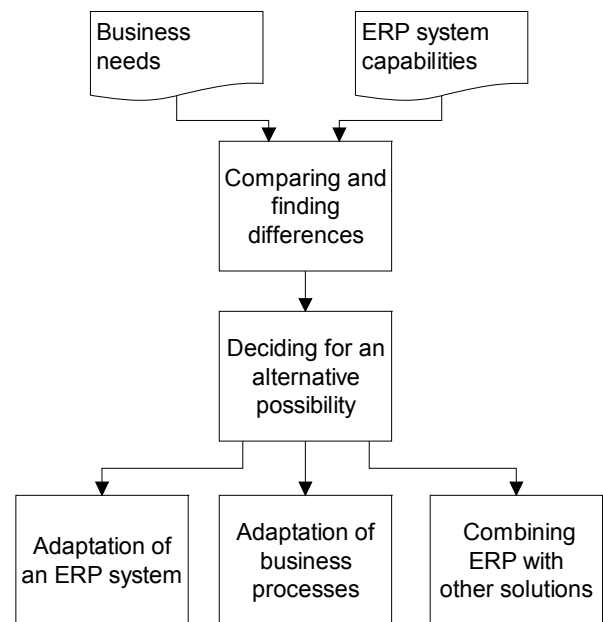 Business
needs
ERP system
capabilities
Comparing and
finding
differences
Deciding for an
alternative
possibility
Adaptation of
an ERP system
Adaptation of
business
processes
Combining
ERP with
other solutions